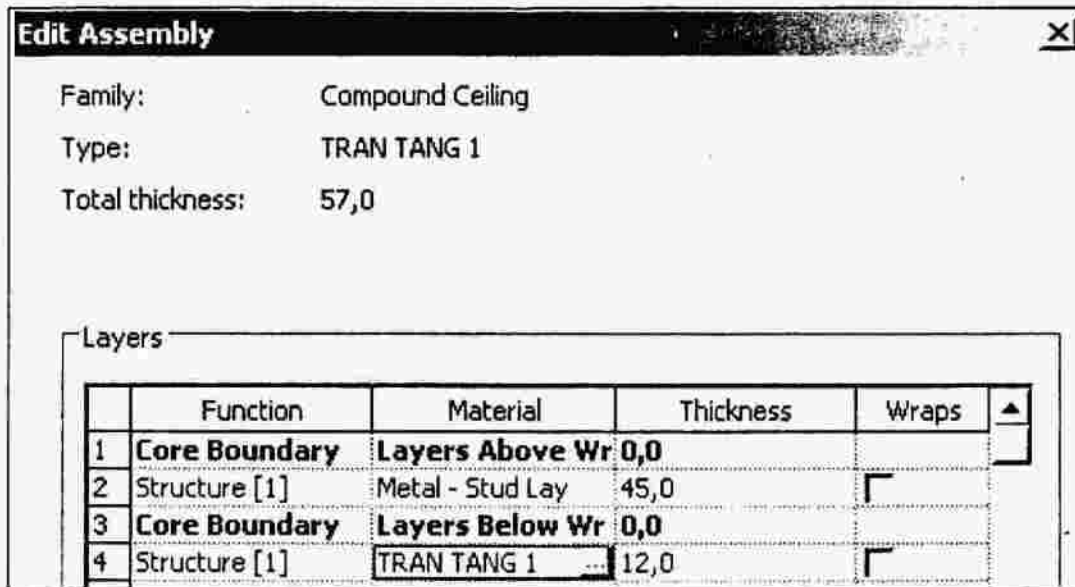 Edit Assembly
Family: Compound Ceiling
Type: TRAN TANG 1
Total thickness: 57,0
Layers
Function Material Thickness Wraps
1 Core Boundary Layers Above Wr 0,0
2 Structure [1] Metal - Stud Lay 45,0
3 Core Boundary Layers Below Wr 0,0
4 Structure [1] TRAN TANG 1 ... 12,0